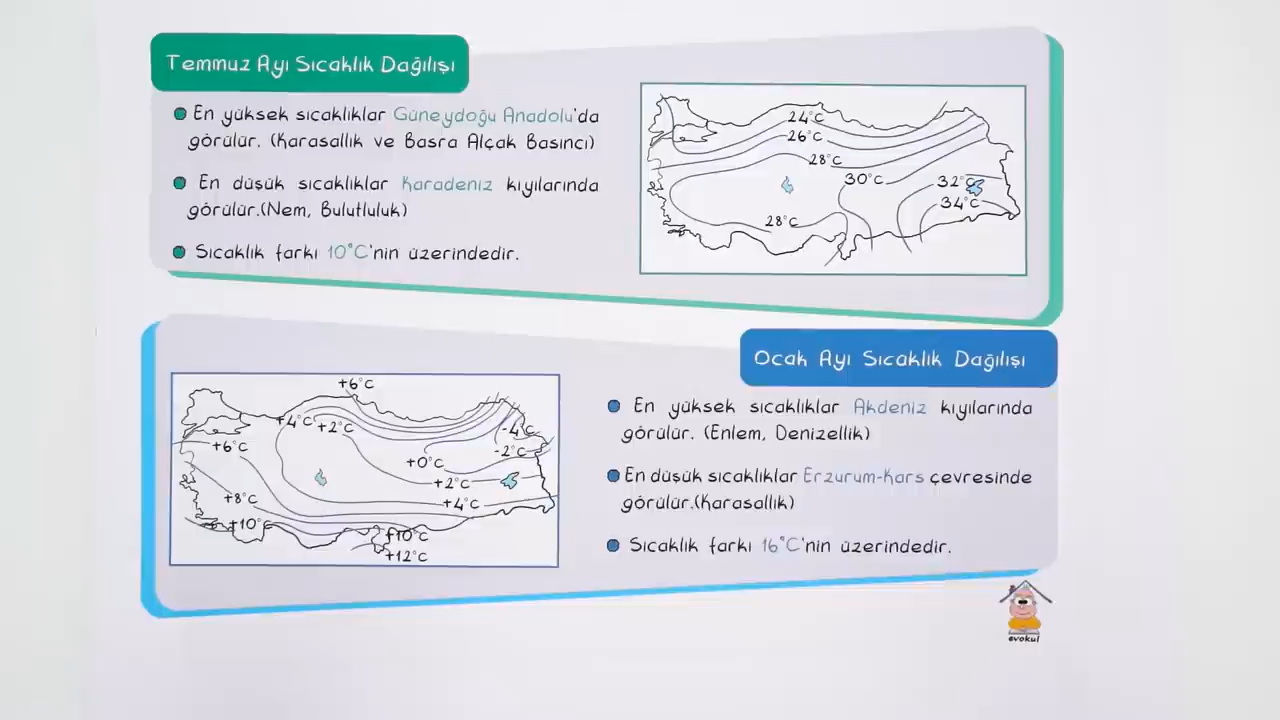 Temmuz Ayı Sıcaklık Dağılışı
En yüksek sıcaklıklar Güneydoğu Anadolu'da
görülür. (Karasallık ve Basra Alçak Basıncı)
En düşük sıcaklıklar Karadeniz kıyılarında
görülür.(Nem, Bulutluluk)
Sıcaklık farkı 10°C'nin üzerindedir.
24°C
26°C
28°C
30°C
32°C
34°C
28°C
Ocak Ayı Sıcaklık Dağılışı
En yüksek sıcaklıklar Akdeniz kıyılarında
görülür. (Enlem, Denizellik)
En düşük sıcaklıklar Erzurum-Kars çevresinde
görülür.(Karasallık)
Sıcaklık farkı 16°C'nin üzerindedir.
+6°C
+4°C
+2°C
-4°C
-2°C
+6°C
+0°C
+2°C
+8°C
+4°C
+10°C
+10°C
+12°C
evokul